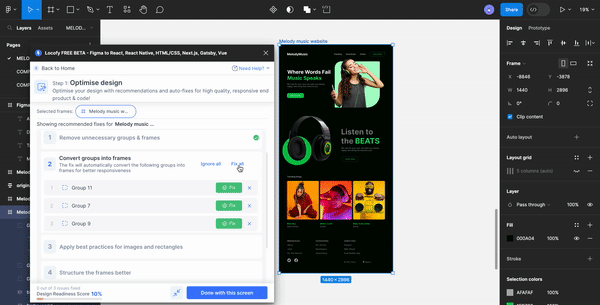 Share
19%
Layers
Assets
MELOD...
Design
Prototype
Pages
Melody music website
Locofy FREE BETA - Figma to React, React Native, HTML/CSS, Next.js, Gatsby, Vue
Back to Home
Need Help?
Step 1: Optimise design
Optimise your design with recommendations and auto-fixes for high quality, responsive end product & code!
Selected frames:
Melody music w...
Showing recommended fixes for Melody music ...
1 Remove unnecessary groups & frames
2 Convert groups into frames
The fix will automatically convert the following groups into frames for better responsiveness
Ignore all
Fix all
1 Group 11 Fix
2 Group 7 Fix
3 Group 9 Fix
3 Apply best practices for images and rectangles
4 Structure the frames better
0 out of 3 issues fixed
Design Readiness Score 10%
Done with this screen
MelodyMusic
Where Words Fail
Music Speaks
Listen to
the BEATS
1440 × 2896
Frame
X -8848
Y -3878
W 1440
H 2896
0°
0
Clip content
Auto layout
Layout grid
5 columns (auto)
Layer
Pass through 100%
Fill
000A04 100%
Stroke
Selection colors
AFAFAF 100%